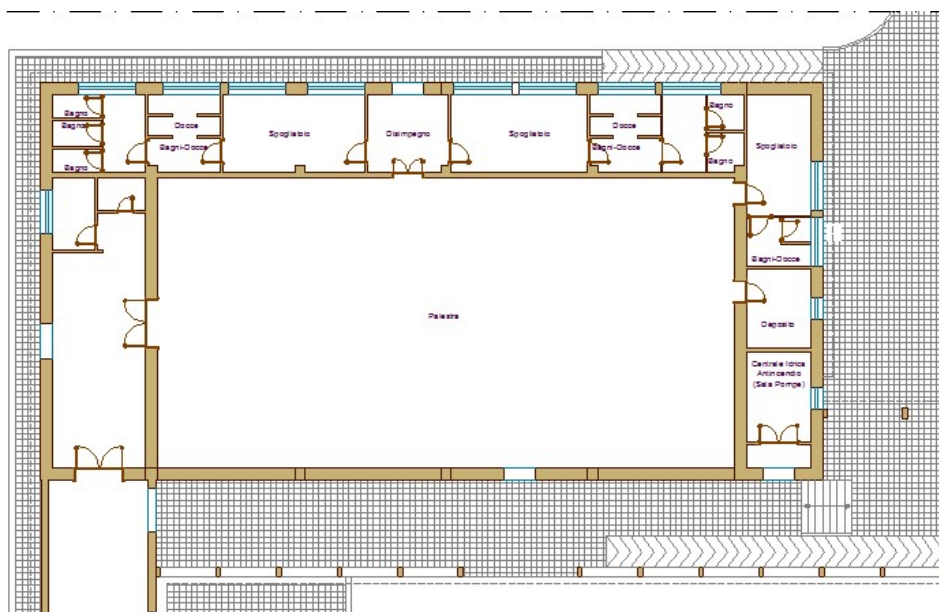 Bagno
Bagno
Bagno
Docce
Bagni-Docce
Spogliatoio
Disimpegno
Spogliatoio
Docce
Bagni-Docce
Bagno
Bagno
Spogliatoio
Bagni-Docce
Palestra
Deposito
Centrale Idrica
Antincendio
(Sala Pompe)